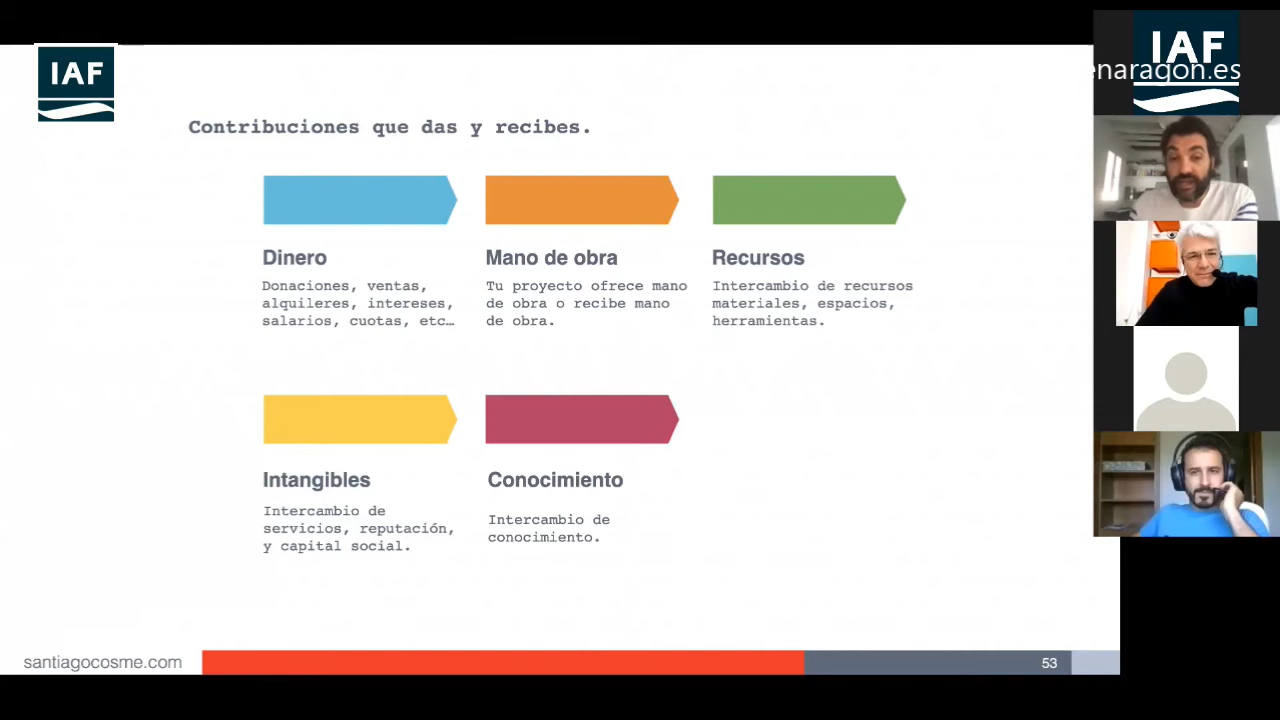 IAF
IAF
enaragon.es
Contribuciones que das y recibes.
Dinero
Donaciones, ventas,
alquileres, intereses,
salarios, cuotas, etc…
Mano de obra
Tu proyecto ofrece mano
de obra o recibe mano
de obra.
Recursos
Intercambio de recursos
materiales, espacios,
herramientas.
Intangibles
Intercambio de
servicios, reputación,
y capital social.
Conocimiento
Intercambio de
conocimiento.
santiagocosme.com
53